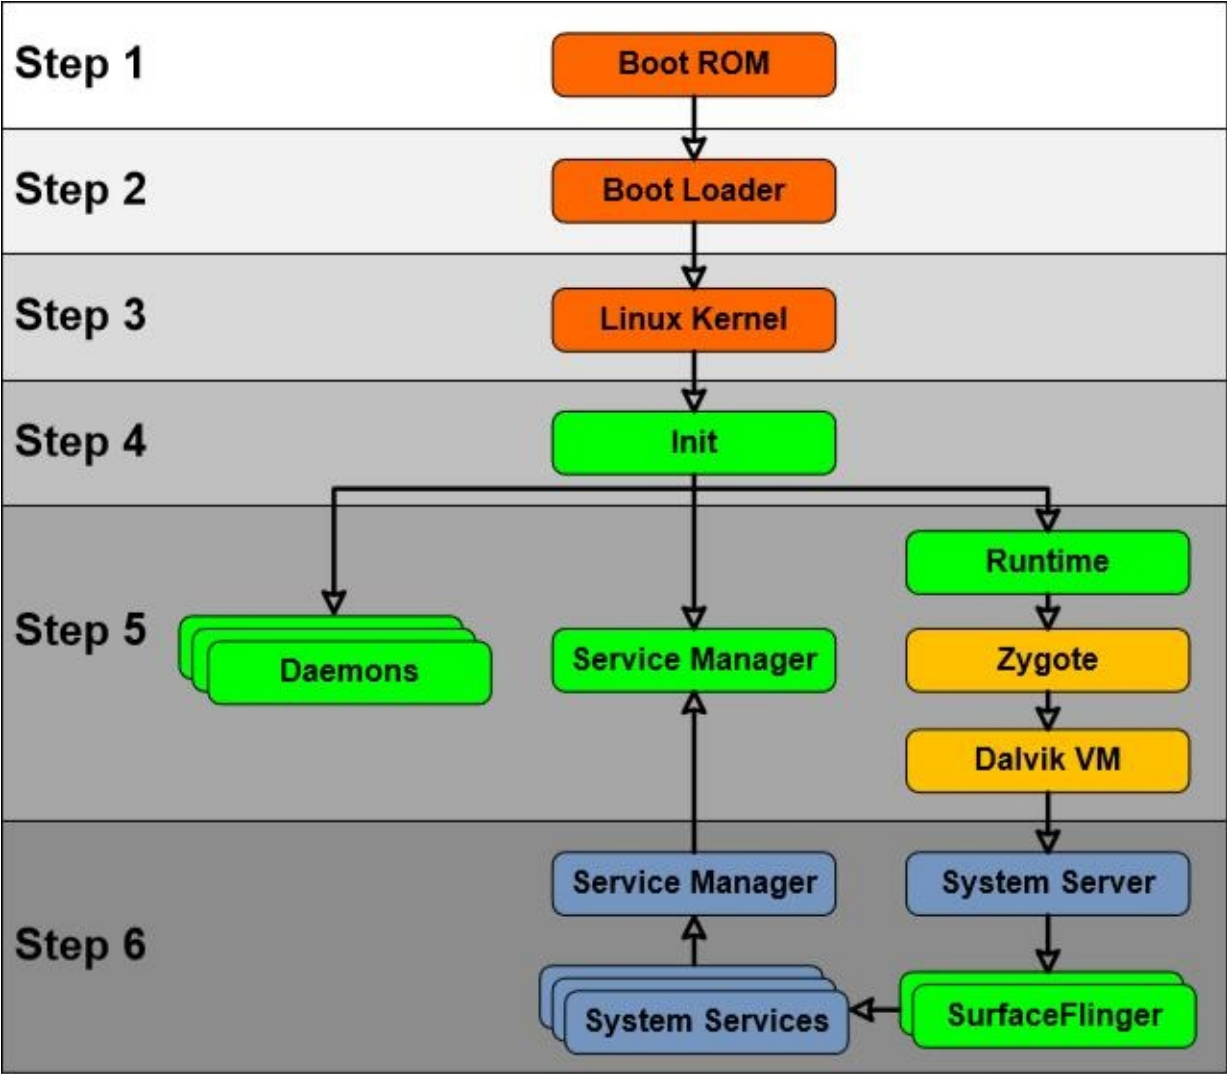 Step 1
Boot ROM
Step 2
Boot Loader
Step 3
Linux Kernel
Step 4
Init
Step 5
Runtime
Daemons
Service Manager
Zygote
Dalvik VM
Step 6
Service Manager
System Server
System Services
SurfaceFlinger